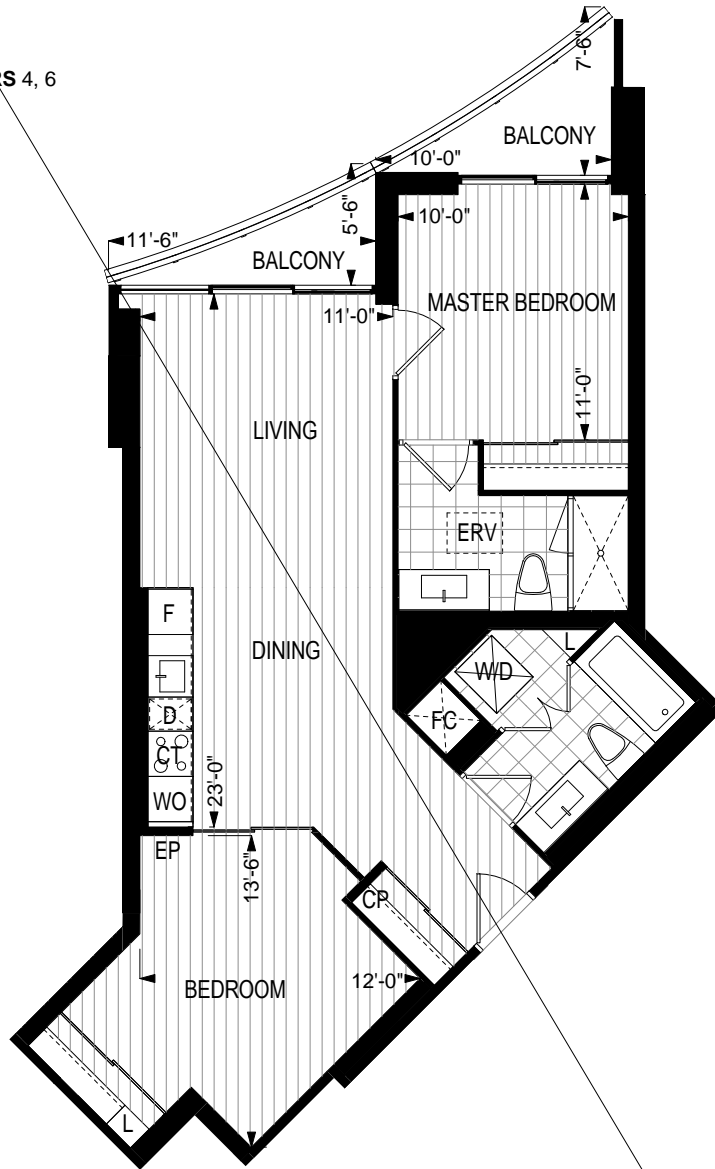 7'-6"
RS 4, 6
BALCONY
10'-0"
5'-6"
10'-0"
11'-6"
BALCONY
MASTER BEDROOM
11'-0"
11'-0"
LIVING
ERV
F
DINING
L
W/D
D
FC
CT
WO
23'-0"
EP
13'-6"
CP
BEDROOM
12'-0"
L